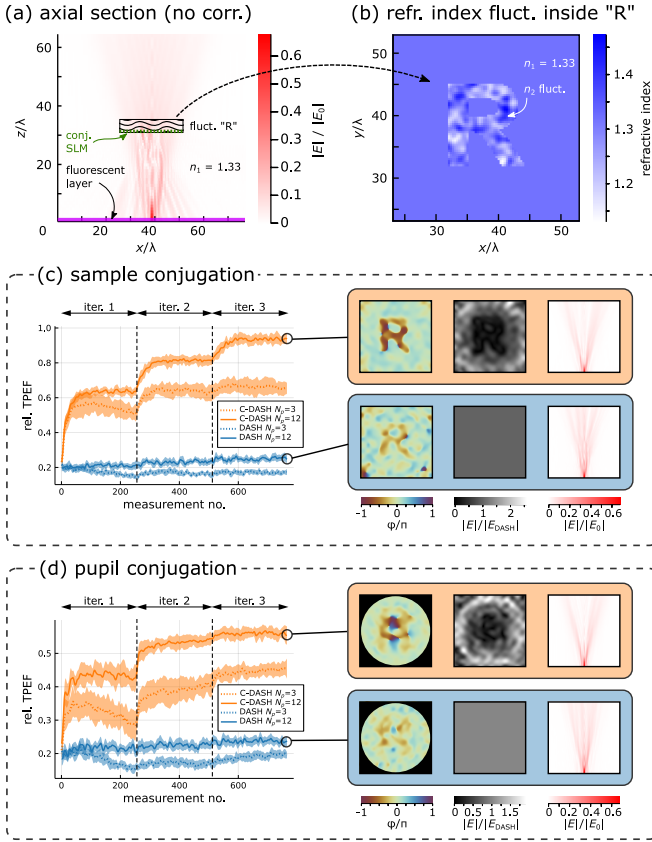 (a) axial section (no corr.)
(b) refr. index fluct. inside "R"
z/λ
60
40
20
0
0
20
40
60
x/λ
fluct. "R"
conj.
SLM
n₁ = 1.33
fluorescent
layer
0.6
0.5
0.4
0.3
0.2
0.1
0
|E| / |E₀|
y/λ
50
40
30
30
40
50
x/λ
n₁ = 1.33
n₂ fluct.
1.4
1.3
1.2
refractive index
(c) sample conjugation
iter. 1
iter. 2
iter. 3
1,0
0.8
0.6
0.4
0.2
rel. TPEF
0
200
400
600
measurement no.
C-DASH Nₚ=3
C-DASH Nₚ=12
DASH Nₚ=3
DASH Nₚ=12
-1 0 1
φ/π
0 1 2
|E|/|E_DASH|
0 0.2 0.4 0.6
|E|/|E₀|
(d) pupil conjugation
iter. 1
iter. 2
iter. 3
0.5
0.4
0.3
0.2
rel. TPEF
0
200
400
600
measurement no.
C-DASH Nₚ=3
C-DASH Nₚ=12
DASH Nₚ=3
DASH Nₚ=12
-1 0 1
φ/π
0 0.5 1 1.5
|E|/|E_DASH|
0 0.2 0.4 0.6
|E|/|E₀|